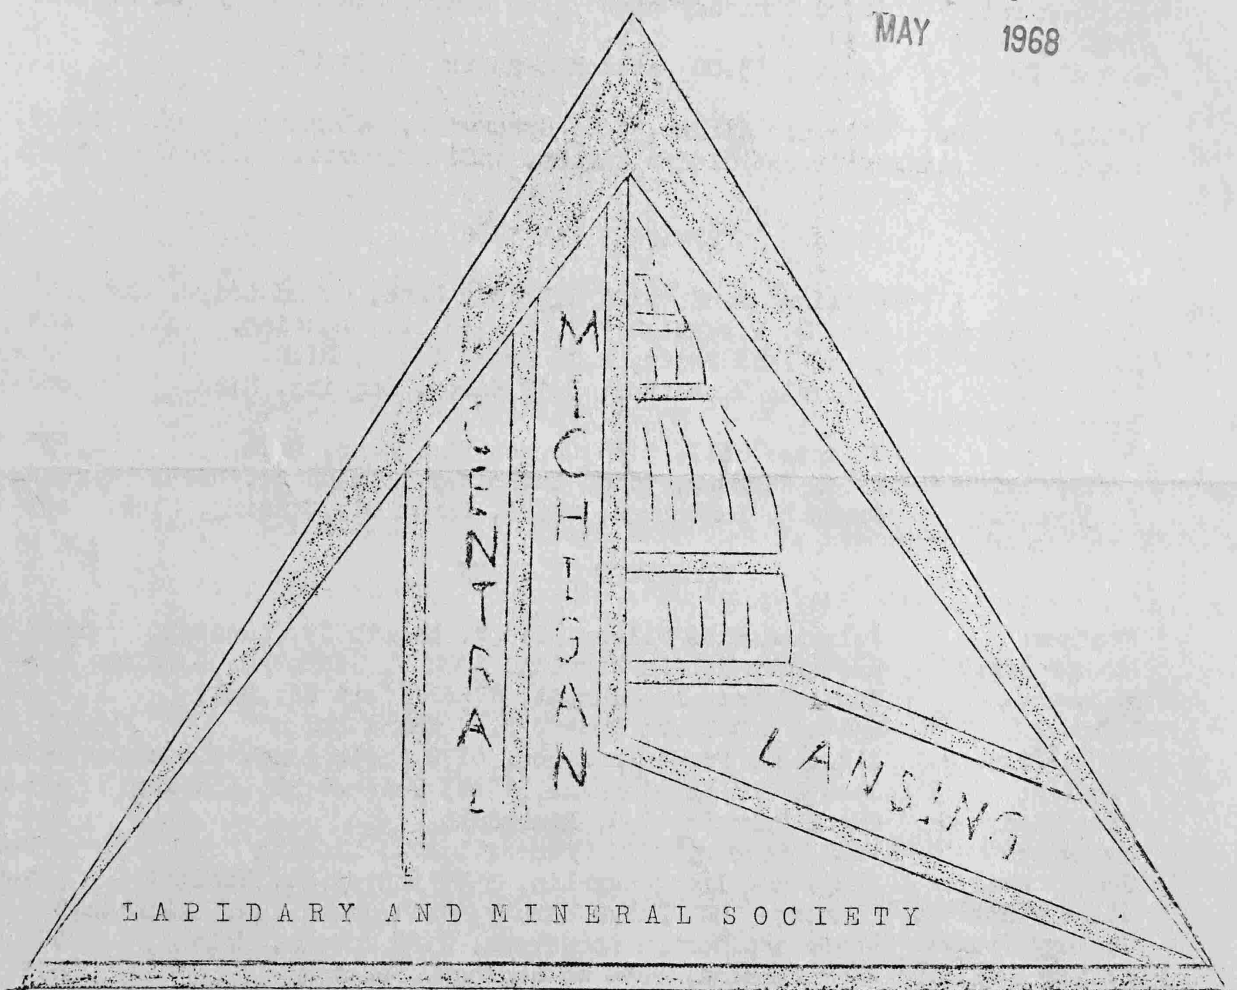 MAY 1968
CENTRAL
MICHIGAN
LANSING
LAPIDARY AND MINERAL SOCIETY